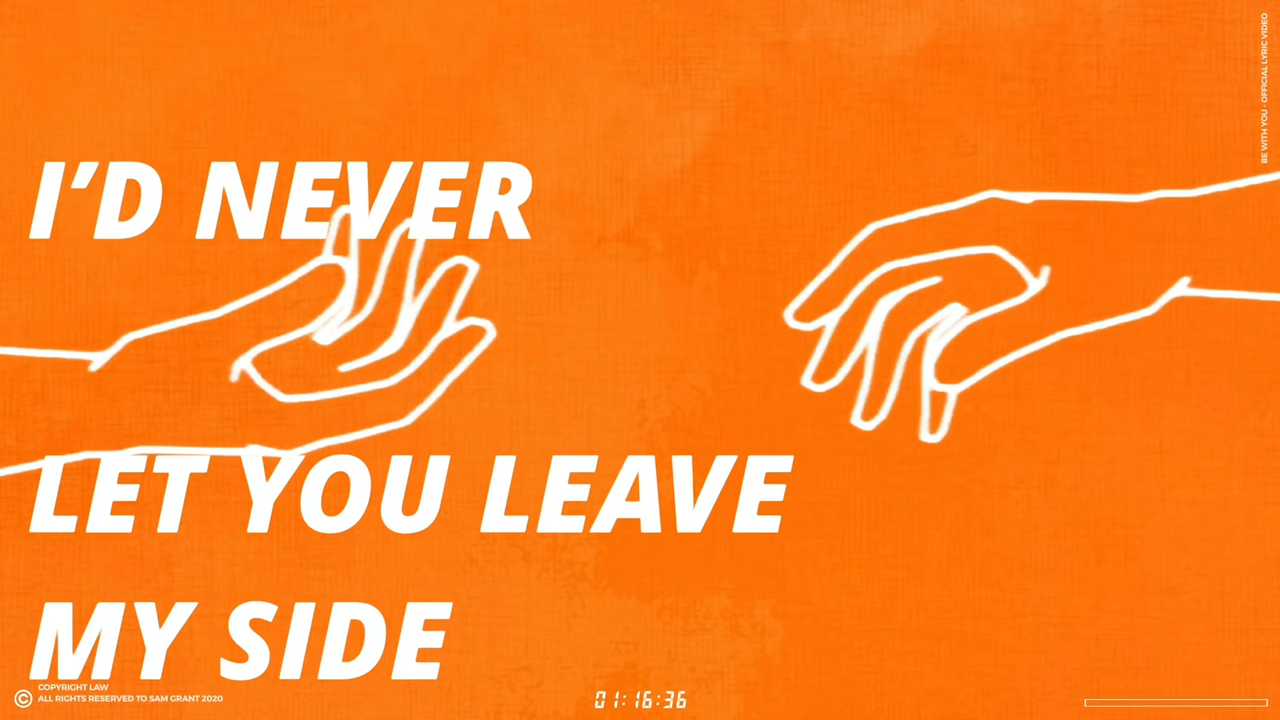 BE WITH YOU - OFFICIAL LYRIC VIDEO
I'D NEVER
LET YOU LEAVE
MY SIDE
© COPYRIGHT LAW
ALL RIGHTS RESERVED TO SAM GRANT 2020
01:16:36